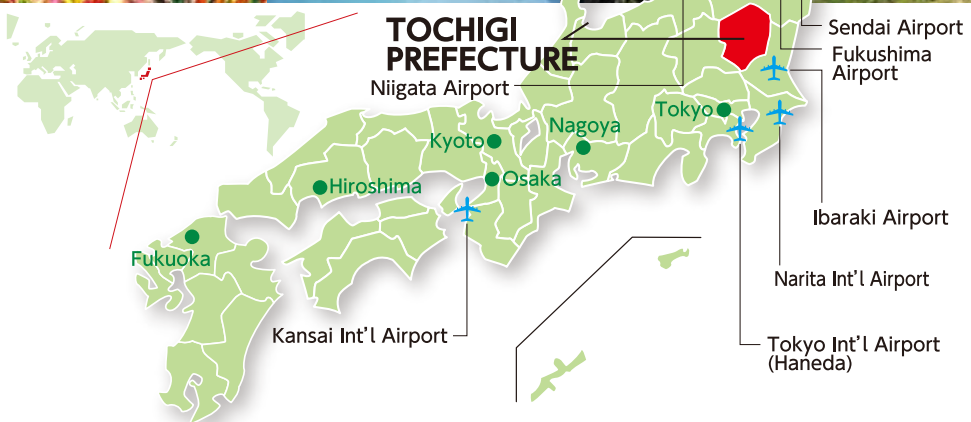 TOCHIGI
PREFECTURE
Sendai Airport
Fukushima
Airport
Niigata Airport
Tokyo
Nagoya
Kyoto
Osaka
Hiroshima
Ibaraki Airport
Fukuoka
Narita Int'l Airport
Kansai Int'l Airport
Tokyo Int'l Airport
(Haneda)